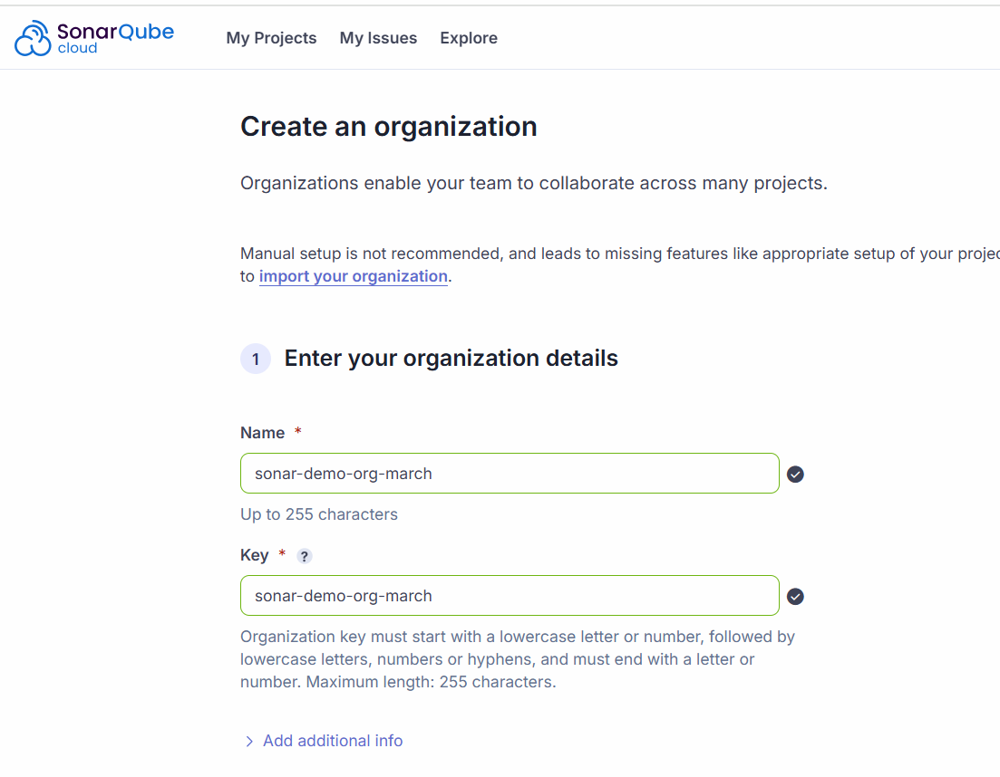 SonarQube
cloud
My Projects My Issues Explore
Create an organization
Organizations enable your team to collaborate across many projects.
Manual setup is not recommended, and leads to missing features like appropriate setup of your
to import your organization.
1 Enter your organization details
Name *
sonar-demo-org-march
Up to 255 characters
Key * ?
sonar-demo-org-march
Organization key must start with a lowercase letter or number, followed by
lowercase letters, numbers or hyphens, and must end with a letter or
number. Maximum length: 255 characters.
Add additional info